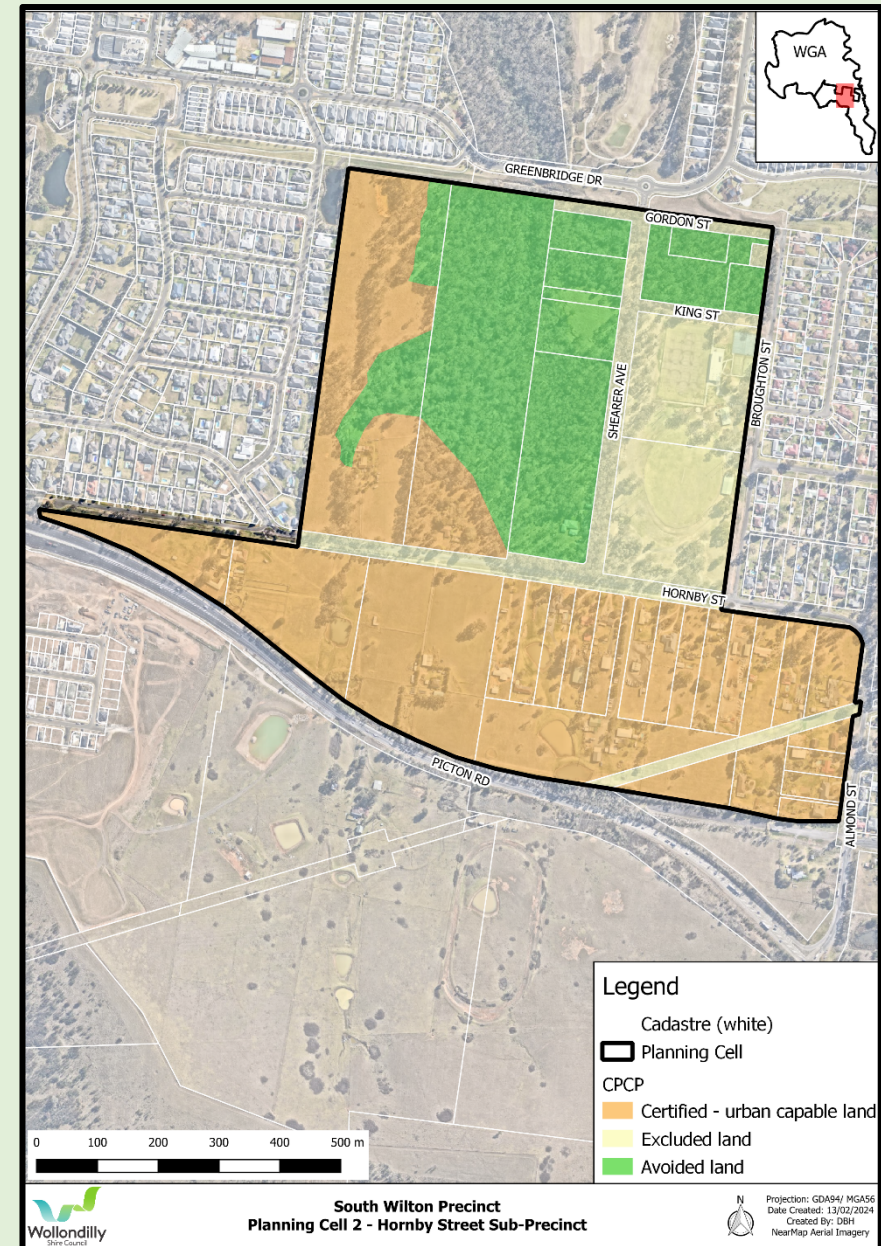 WGA
GREENBRIDGE DR
GORDON ST
KING ST
SHEARER AVE
BROUGHTON ST
HORNBY ST
PICTON RD
ALMOND ST
Legend
Cadastre (white)
Planning Cell
CPCP
Certified - urban capable land
Excluded land
Avoided land
0 100 200 300 400 500 m
Wollondilly
Shire Council
South Wilton Precinct
Planning Cell 2 - Hornby Street Sub-Precinct
N
Projection: GDA94/ MGA56
Date Created: 13/02/2024
Created By: DBH
NearMap Aerial Imagery